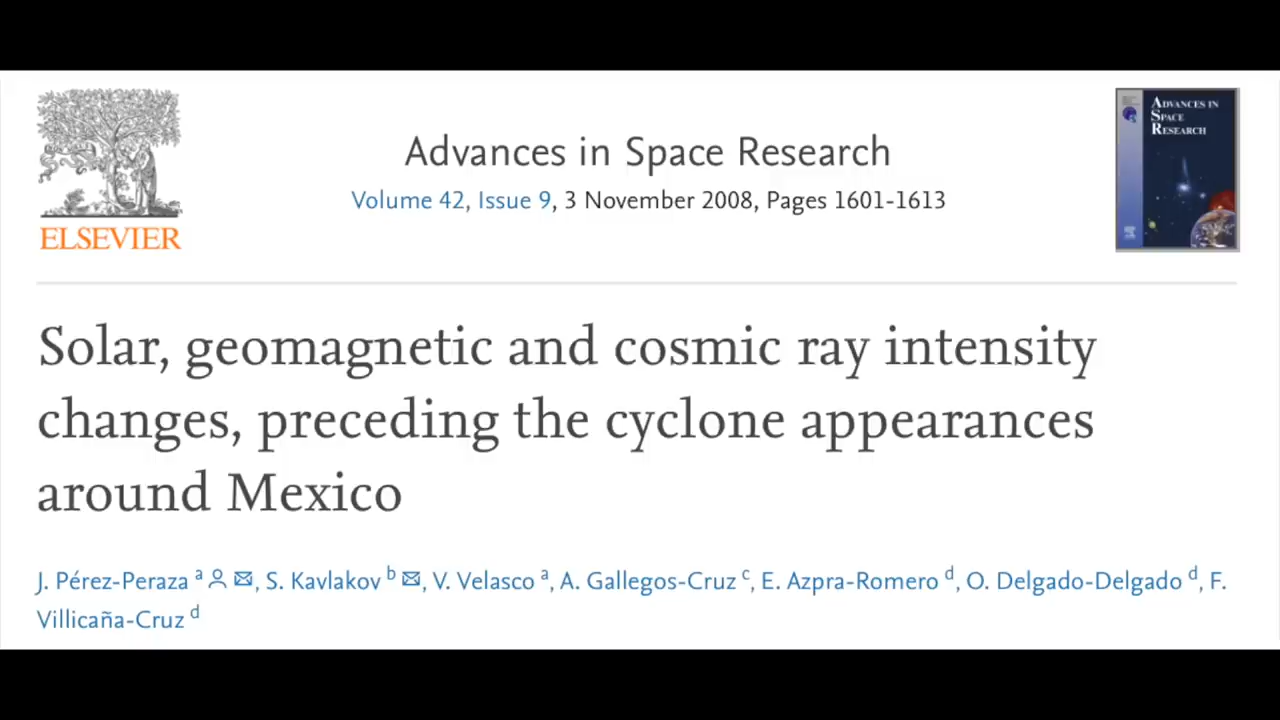 Advances in Space Research
Volume 42, Issue 9, 3 November 2008, Pages 1601-1613
ELSEVIER
ADVANCES IN
SPACE
RESEARCH
Solar, geomagnetic and cosmic ray intensity
changes, preceding the cyclone appearances
around Mexico
J. Pérez-Peraza a, S. Kavlakov b, V. Velasco a, A. Gallegos-Cruz c, E. Azpra-Romero d, O. Delgado-Delgado d, F.
Villicaña-Cruz d